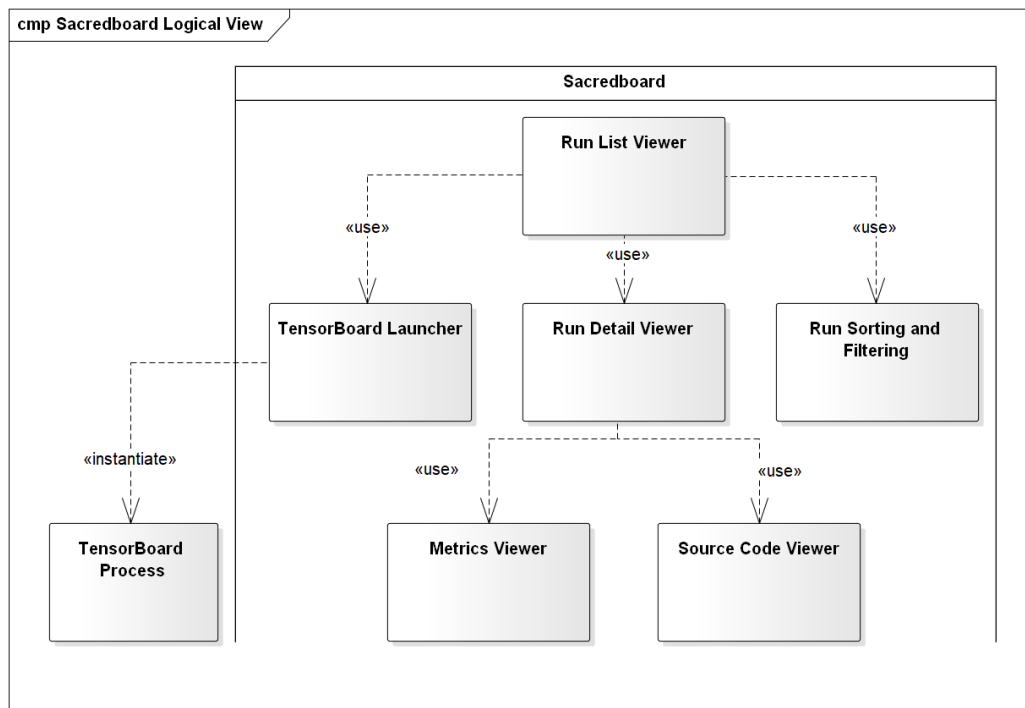 cmp Sacredboard Logical View
Sacredboard
Run List Viewer
«use»
«use»
«use»
TensorBoard Launcher
Run Detail Viewer
Run Sorting and
Filtering
«instantiate»
«use»
«use»
TensorBoard
Process
Metrics Viewer
Source Code Viewer